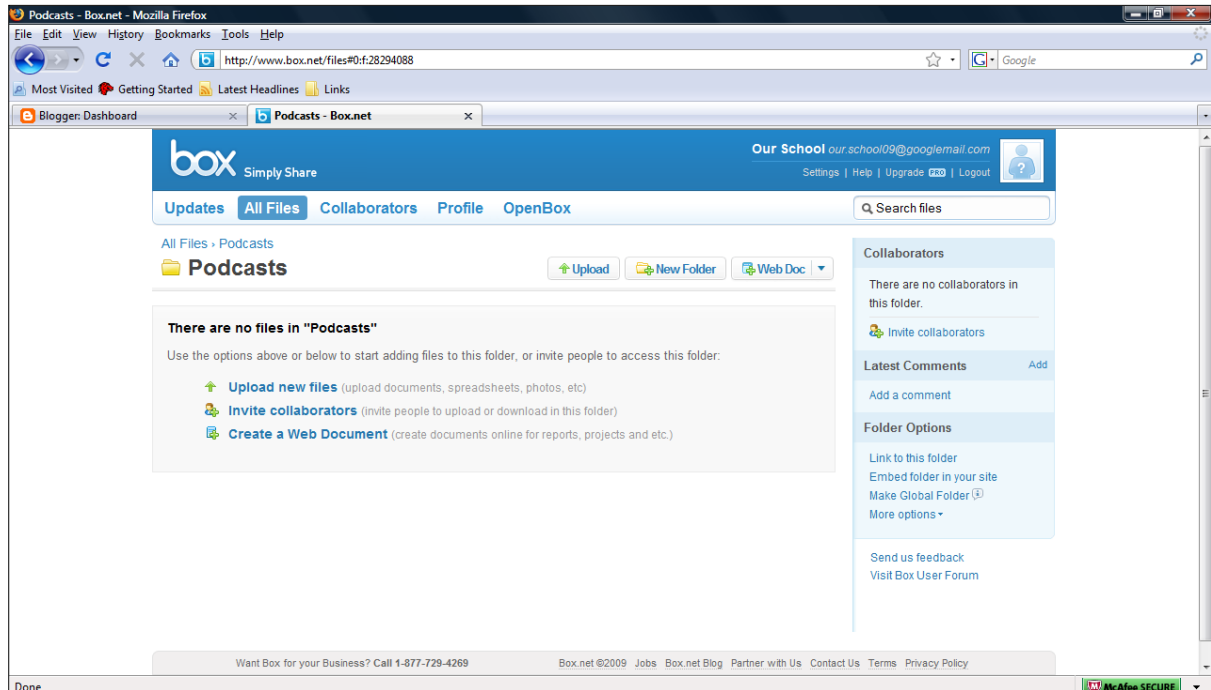 Podcasts - Box.net - Mozilla Firefox
File Edit View History Bookmarks Tools Help
http://www.box.net/files#0:f:28294088
Google
Most Visited Getting Started Latest Headlines Links
Blogger: Dashboard Podcasts - Box.net
box Simply Share
Our School our.school09@googlemail.com
Settings | Help | Upgrade PRO | Logout
Updates All Files Collaborators Profile OpenBox
Search files
All Files › Podcasts
Podcasts
Upload New Folder Web Doc
There are no files in "Podcasts"
Use the options above or below to start adding files to this folder, or invite people to access this folder:
Upload new files (upload documents, spreadsheets, photos, etc)
Invite collaborators (invite people to upload or download in this folder)
Create a Web Document (create documents online for reports, projects and etc.)
Collaborators
There are no collaborators in
this folder.
Invite collaborators
Latest Comments Add
Add a comment
Folder Options
Link to this folder
Embed folder in your site
Make Global Folder
More options
Send us feedback
Visit Box User Forum
Want Box for your Business? Call 1-877-729-4269
Box.net ©2009 Jobs Box.net Blog Partner with Us Contact Us Terms Privacy Policy
Done
McAfee SECURE